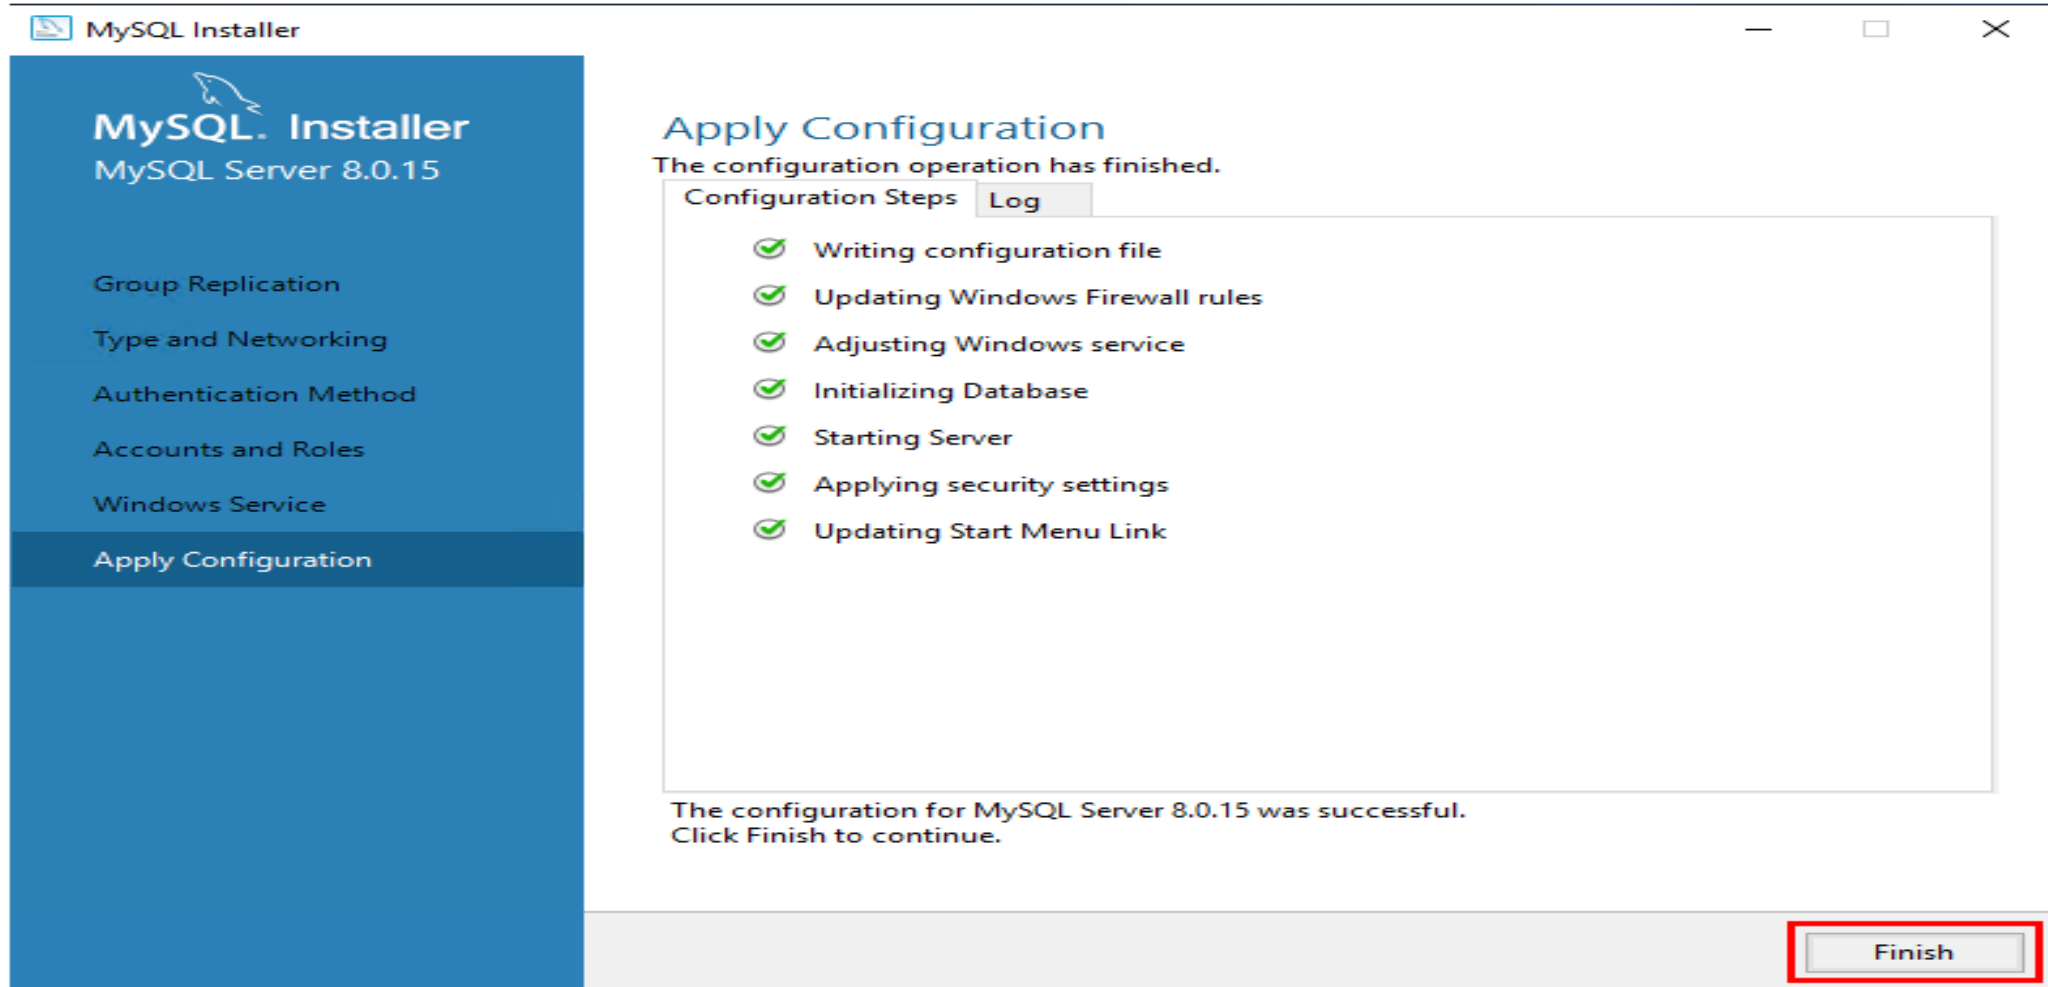 MySQL Installer
MySQL. Installer
MySQL Server 8.0.15
Group Replication
Type and Networking
Authentication Method
Accounts and Roles
Windows Service
Apply Configuration
Apply Configuration
The configuration operation has finished.
Configuration Steps Log
Writing configuration file
Updating Windows Firewall rules
Adjusting Windows service
Initializing Database
Starting Server
Applying security settings
Updating Start Menu Link
The configuration for MySQL Server 8.0.15 was successful.
Click Finish to continue.
Finish